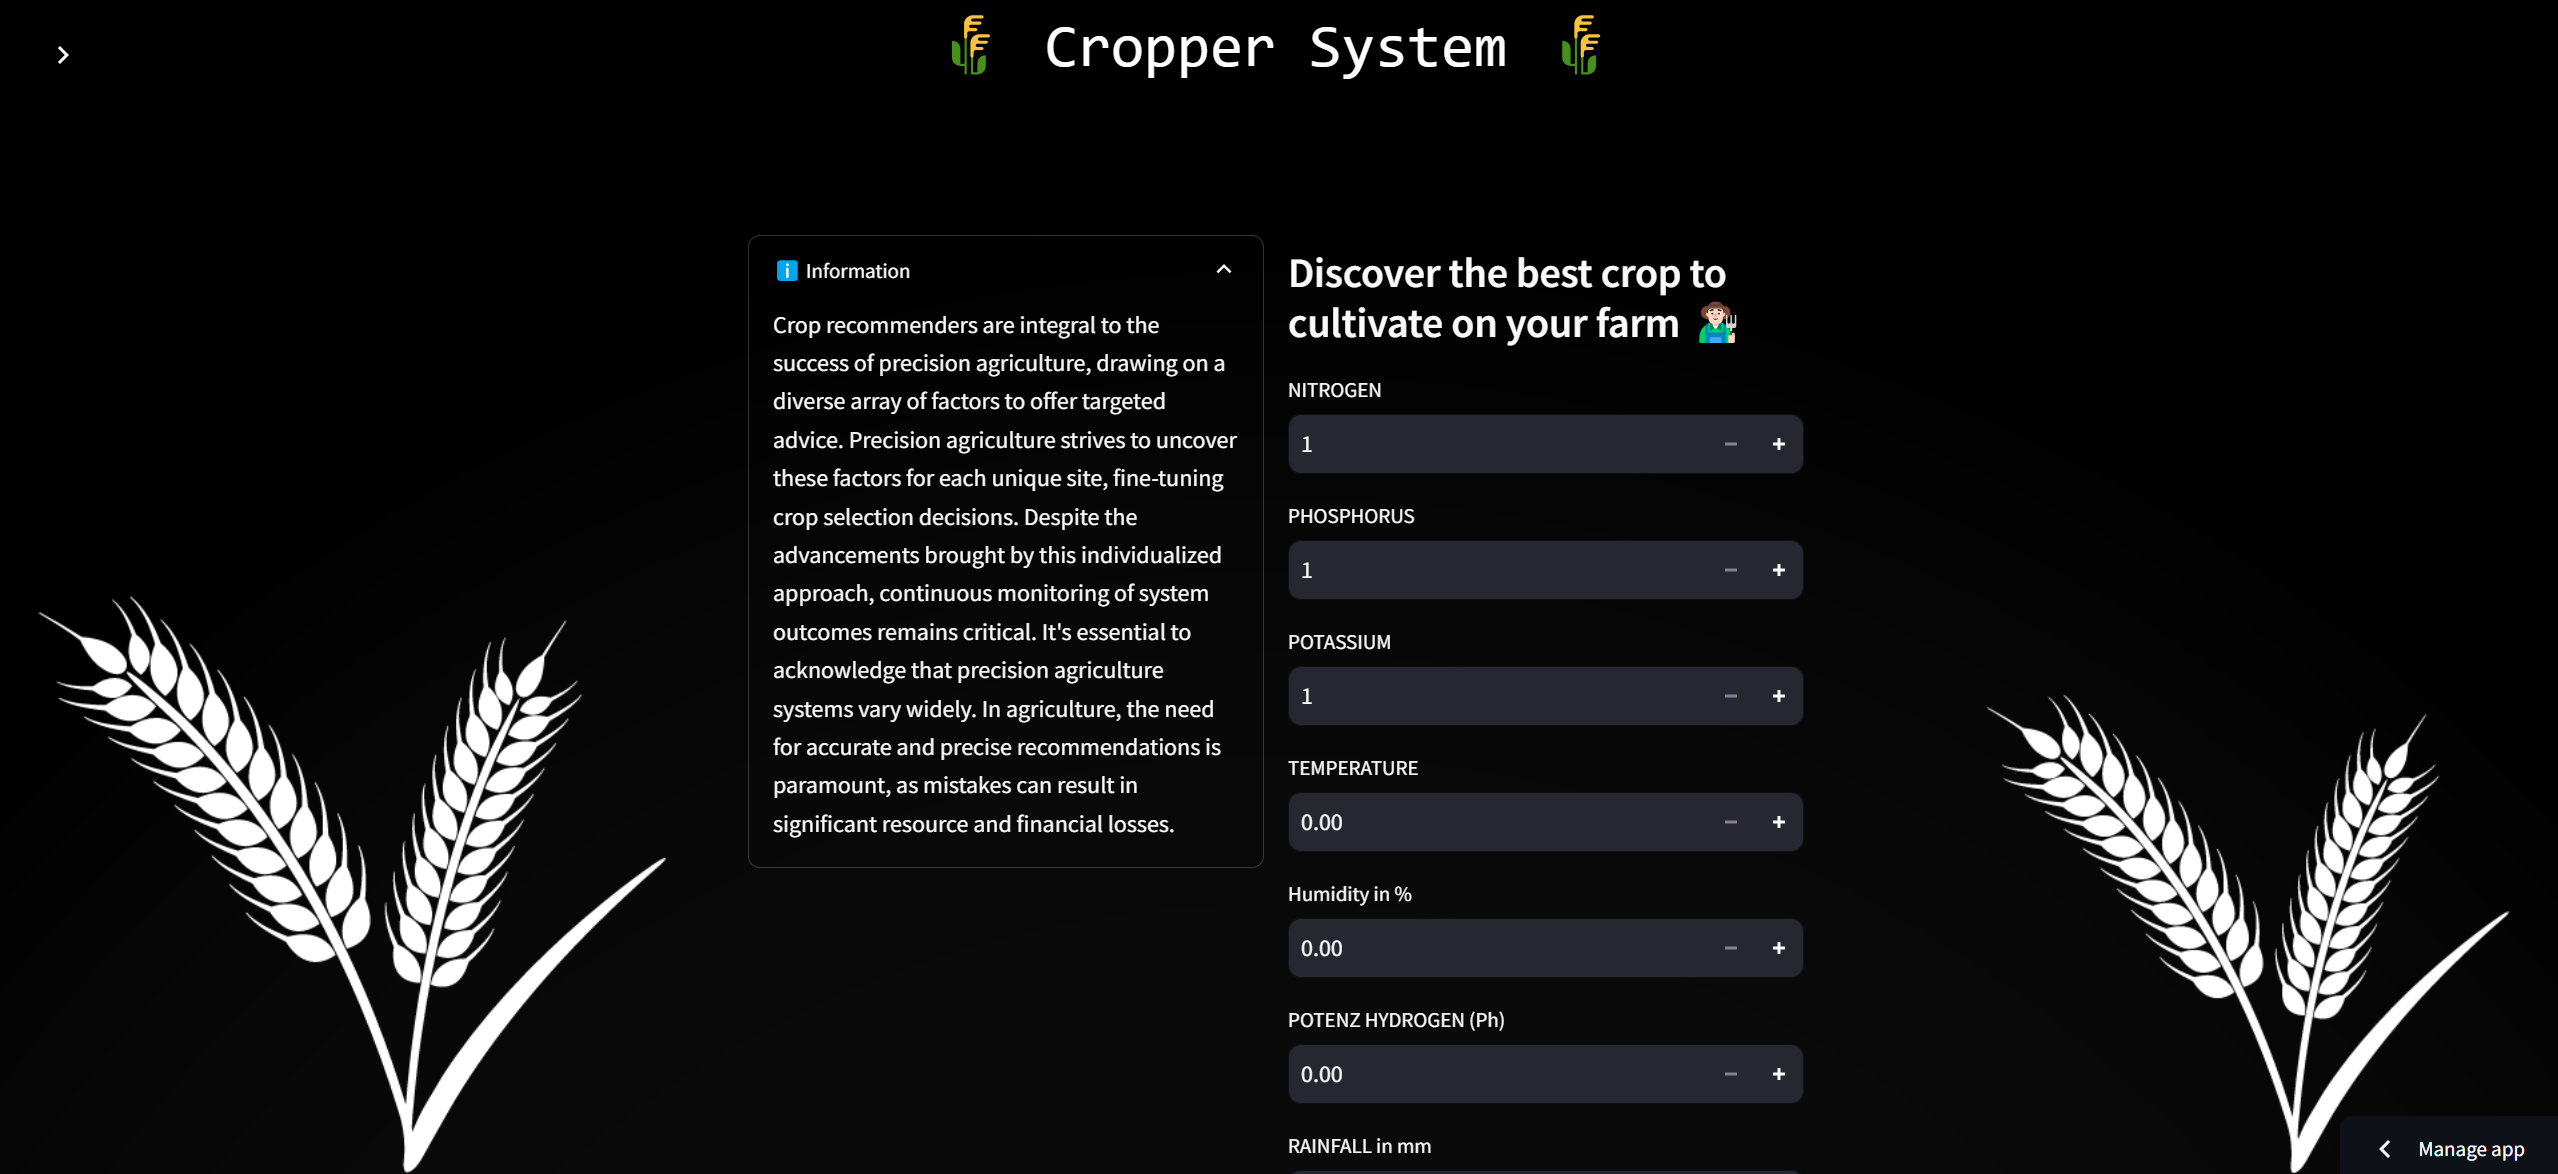 Cropper System
Information
Crop recommenders are integral to the
success of precision agriculture, drawing on a
diverse array of factors to offer targeted
advice. Precision agriculture strives to uncover
these factors for each unique site, fine-tuning
crop selection decisions. Despite the
advancements brought by this individualized
approach, continuous monitoring of system
outcomes remains critical. It's essential to
acknowledge that precision agriculture
systems vary widely. In agriculture, the need
for accurate and precise recommendations is
paramount, as mistakes can result in
significant resource and financial losses.
Discover the best crop to
cultivate on your farm
NITROGEN
1
PHOSPHORUS
1
POTASSIUM
1
TEMPERATURE
0.00
Humidity in %
0.00
POTENZ HYDROGEN (Ph)
0.00
RAINFALL in mm
Manage app